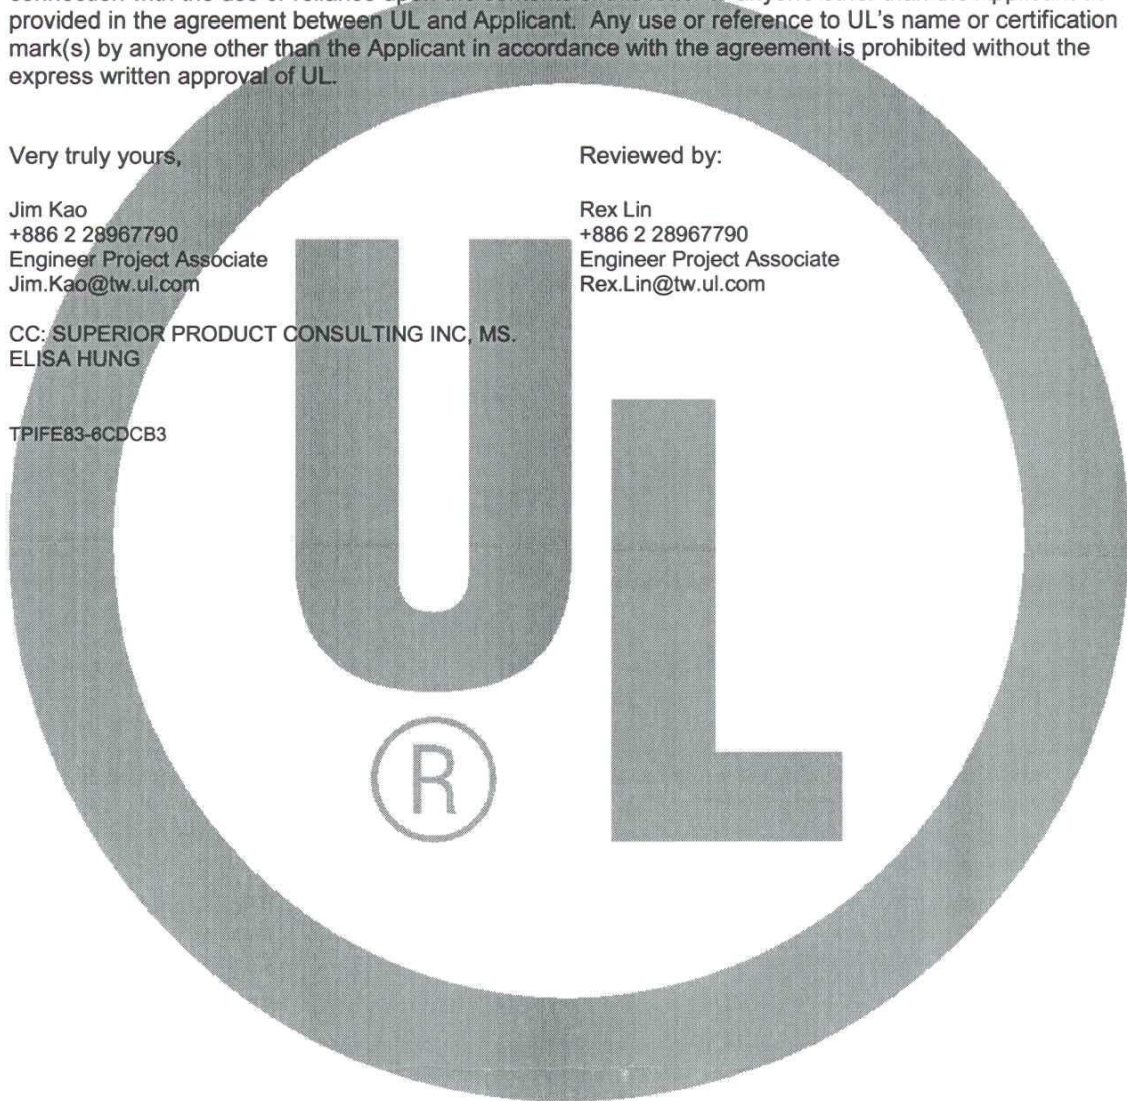 provided in the agreement between UL and Applicant. Any use or reference to UL's name or certification
mark(s) by anyone other than the Applicant in accordance with the agreement is prohibited without the
express written approval of UL.
Very truly yours,
Jim Kao
+886 2 28967790
Engineer Project Associate
Jim.Kao@tw.ul.com
Reviewed by:
Rex Lin
+886 2 28967790
Engineer Project Associate
Rex.Lin@tw.ul.com
CC: SUPERIOR PRODUCT CONSULTING INC, MS.
ELISA HUNG
TPIFE83-6CDCB3
UL
®